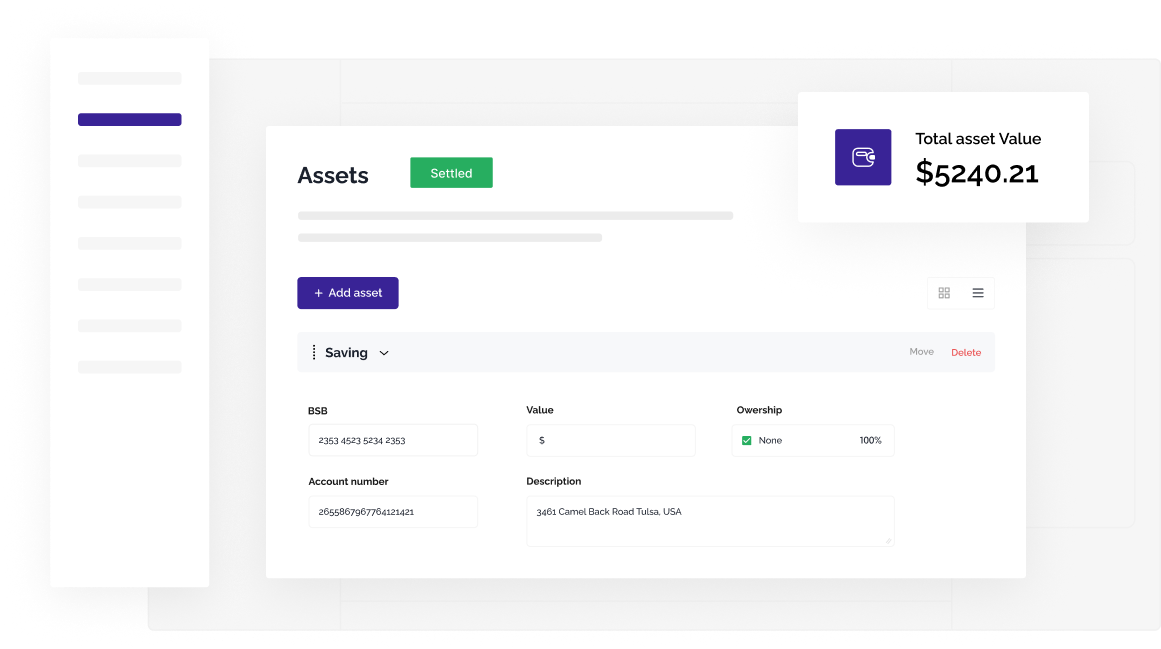 Total asset Value
$5240.21
Assets
Settled
+ Add asset
Saving
Move
Delete
BSB
Value
Owership
2353 4523 5234 2353
$
None
100%
Account number
Description
2655867967764121421
3461 Camel Back Road Tulsa, USA